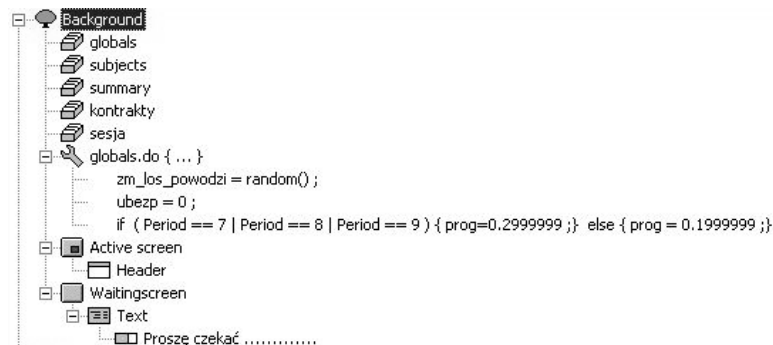 Background
globals
subjects
summary
kontrakty
sesja
globals.do { ... }
zm_los_powodzi = random() ;
ubezp = 0 ;
if ( Period == 7 | Period == 8 | Period == 9 ) { prog=0.2999999 ;} else { prog = 0.1999999 ;}
Active screen
Header
Waitingscreen
Text
Proszę czekać .............